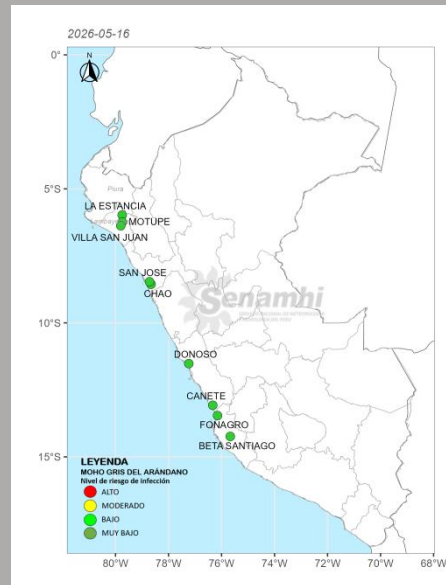 2026-05-16
N
0°
5°S
10°S
15°S
Piura
LA ESTANCIA
MOTUPE
VILLA SAN JUAN
SAN JOSE
CHAO
Senamhi
DONOSO
CANETE
FONAGRO
BETA SANTIAGO
LEYENDA
MOHO GRIS DEL ARÁNDANO
Nivel de riesgo de infección
ALTO
MODERADO
BAJO
MUY BAJO
80°W 78°W 76°W 74°W 72°W 70°W 68°W